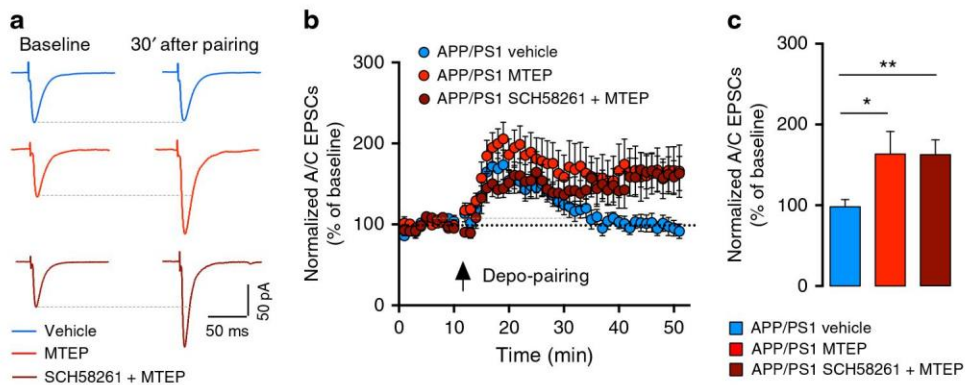 a
Baseline
30′ after pairing
50 pA
50 ms
Vehicle
MTEP
SCH58261 + MTEP
b
APP/PS1 vehicle
APP/PS1 MTEP
APP/PS1 SCH58261 + MTEP
300
200
100
0
Normalized A/C EPSCs
(% of baseline)
Depo-pairing
0 10 20 30 40 50
Time (min)
c
300
200
100
0
Normalized A/C EPSCs
(% of baseline)
**
*
APP/PS1 vehicle
APP/PS1 MTEP
APP/PS1 SCH58261 + MTEP